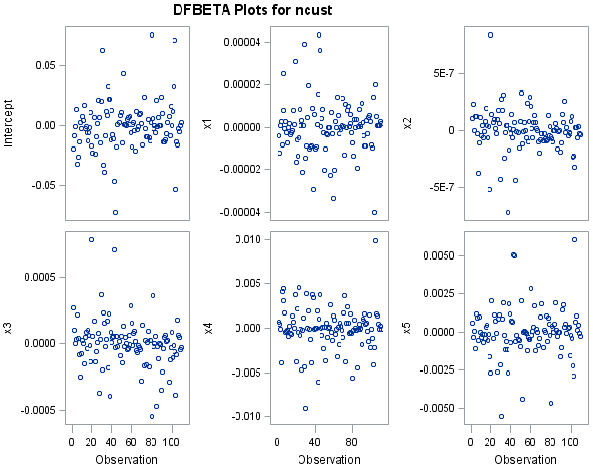 DFBETA Plots for ncust
Intercept
0.05
0.00
-0.05
x1
0.00004
0.00002
0.00000
-0.00002
-0.00004
x2
5E-7
0
-5E-7
x3
0.0005
0.0000
-0.0005
0 20 40 60 80 100
Observation
x4
0.010
0.005
0.000
-0.005
-0.010
0 40 80
Observation
x5
0.0050
0.0025
0.0000
-0.0025
-0.0050
0 20 40 60 80 100
Observation